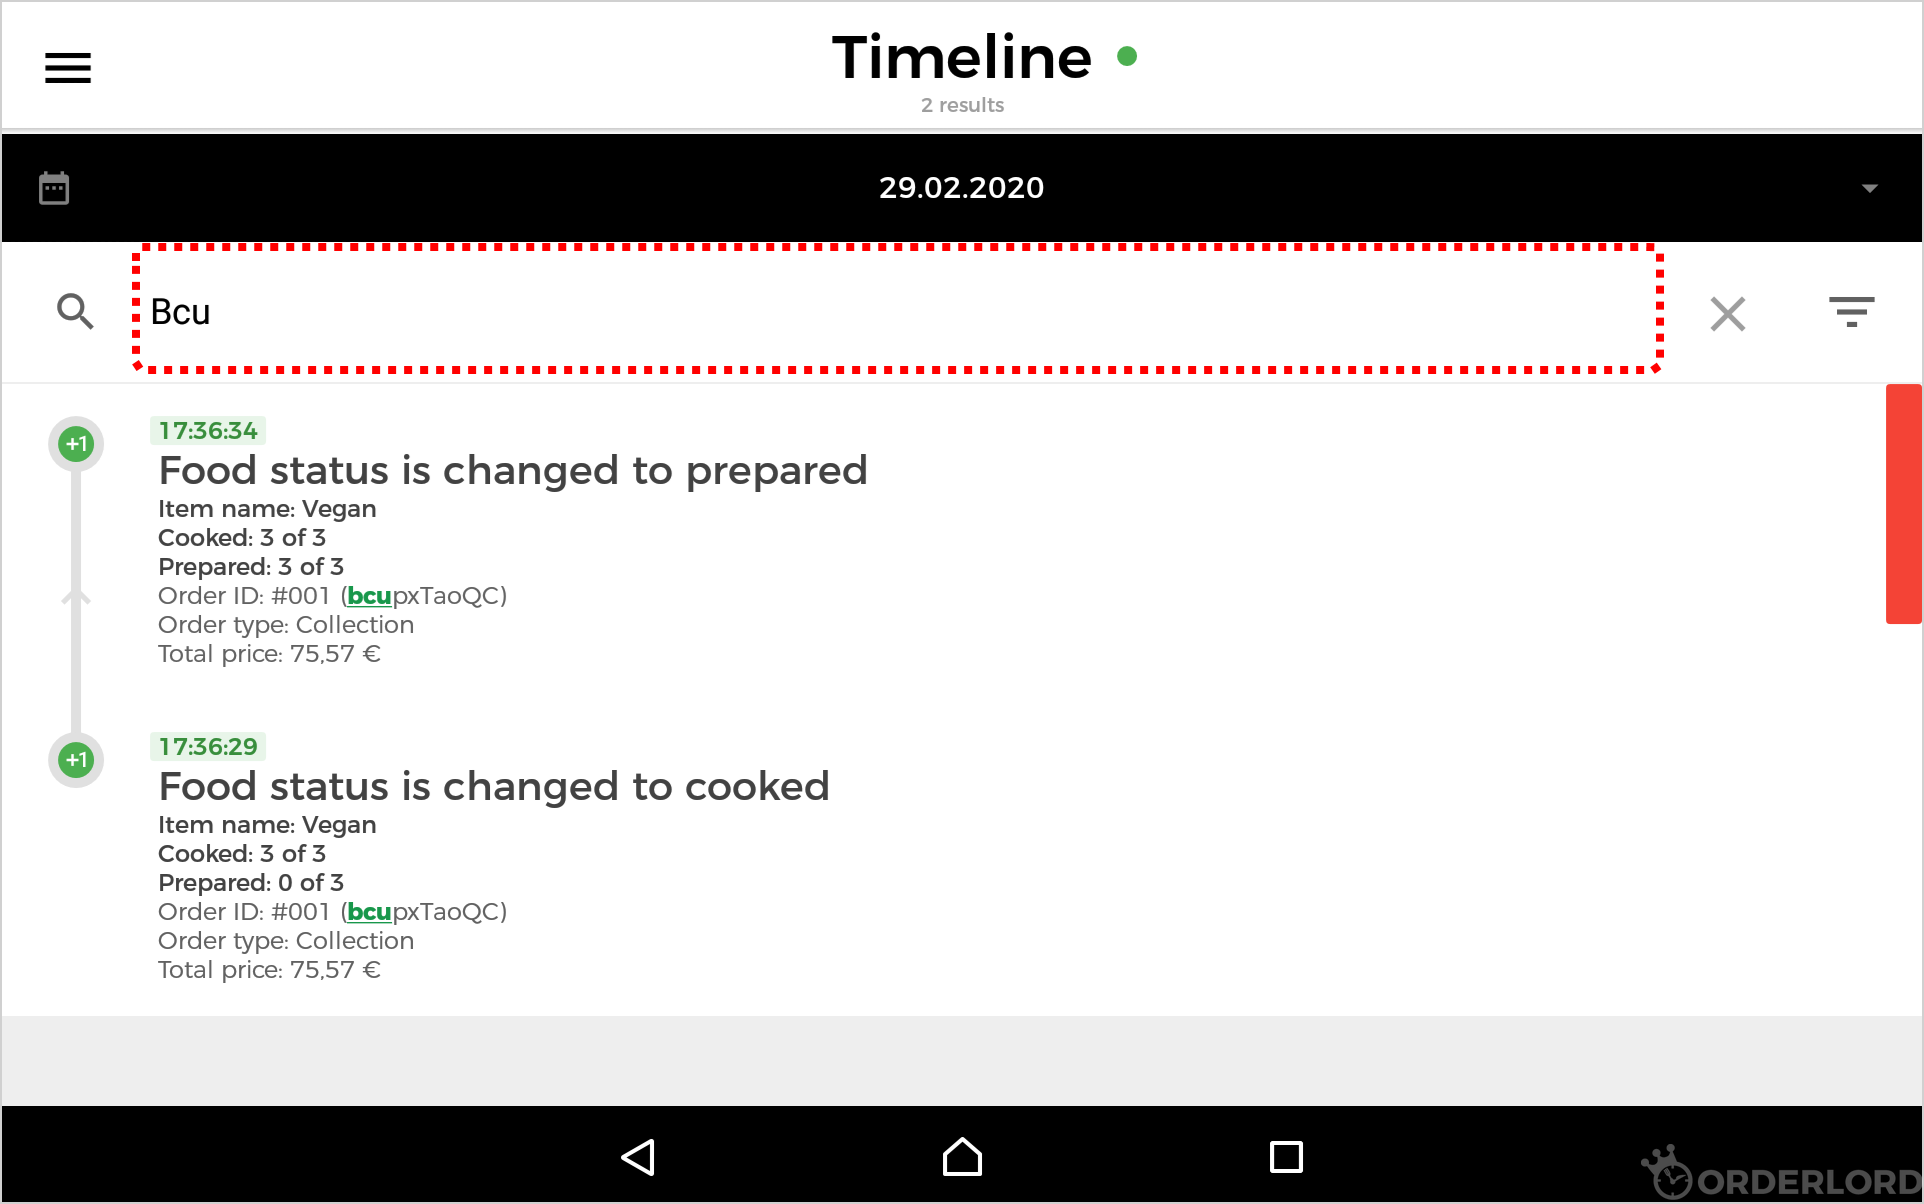 Timeline
2 results
29.02.2020
Bcu
+1
17:36:34
Food status is changed to prepared
Item name: Vegan
Cooked: 3 of 3
Prepared: 3 of 3
Order ID: #001 (bcupxTaoQC)
Order type: Collection
Total price: 75,57 €
+1
17:36:29
Food status is changed to cooked
Item name: Vegan
Cooked: 3 of 3
Prepared: 0 of 3
Order ID: #001 (bcupxTaoQC)
Order type: Collection
Total price: 75,57 €
ORDERLORD